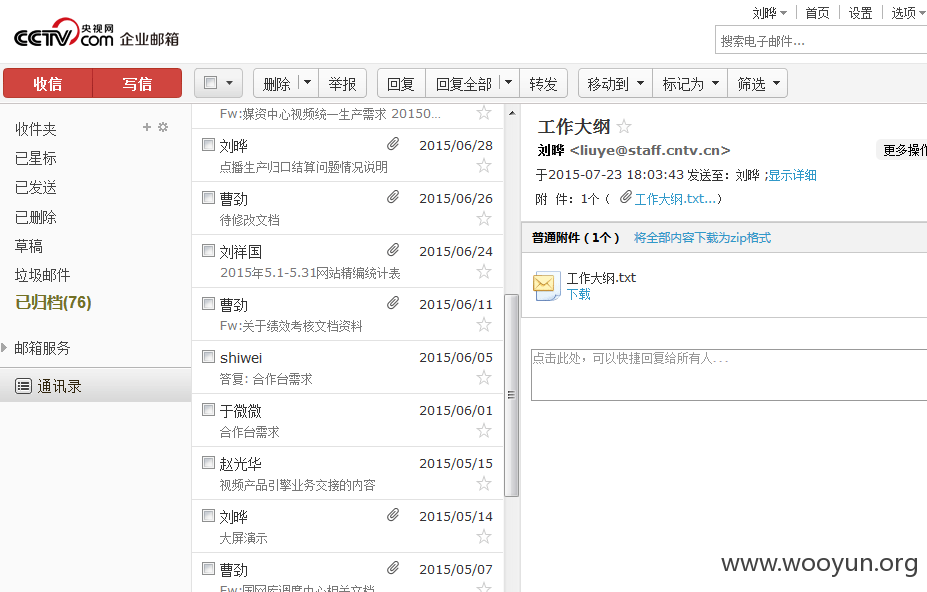 刘晔 首页 设置 选项
CCTV.com 央视网 企业邮箱
搜索电子邮件...
收信 写信 删除 举报 回复 回复全部 转发 移动到 标记为 筛选
收件夹
已星标
已发送
已删除
草稿
垃圾邮件
已归档(76)
邮箱服务
通讯录
Fw:媒资中心视频统一生产需求 20150...
刘晔 2015/06/28
点播生产归口结算问题情况说明
曹劲 2015/06/26
待修改文档
刘祥国 2015/06/24
2015年5.1-5.31网站精编统计表
曹劲 2015/06/11
Fw:关于绩效考核文档资料
shiwei 2015/06/05
答复: 合作台需求
于微微 2015/06/01
合作台需求
赵光华 2015/05/15
视频产品引擎业务交接的内容
刘晔 2015/05/14
大屏演示
曹劲 2015/05/07
Fw:国网库调度中心相关文档
工作大纲
刘晔 <liuye@staff.cntv.cn> 更多操作
于2015-07-23 18:03:43 发送至: 刘晔 ;显示详细
附 件: 1个 ( 工作大纲.txt...)
普通附件 (1个) 将全部内容下载为zip格式
工作大纲.txt
下载
点击此处，可以快捷回复给所有人...
www.wooyun.org